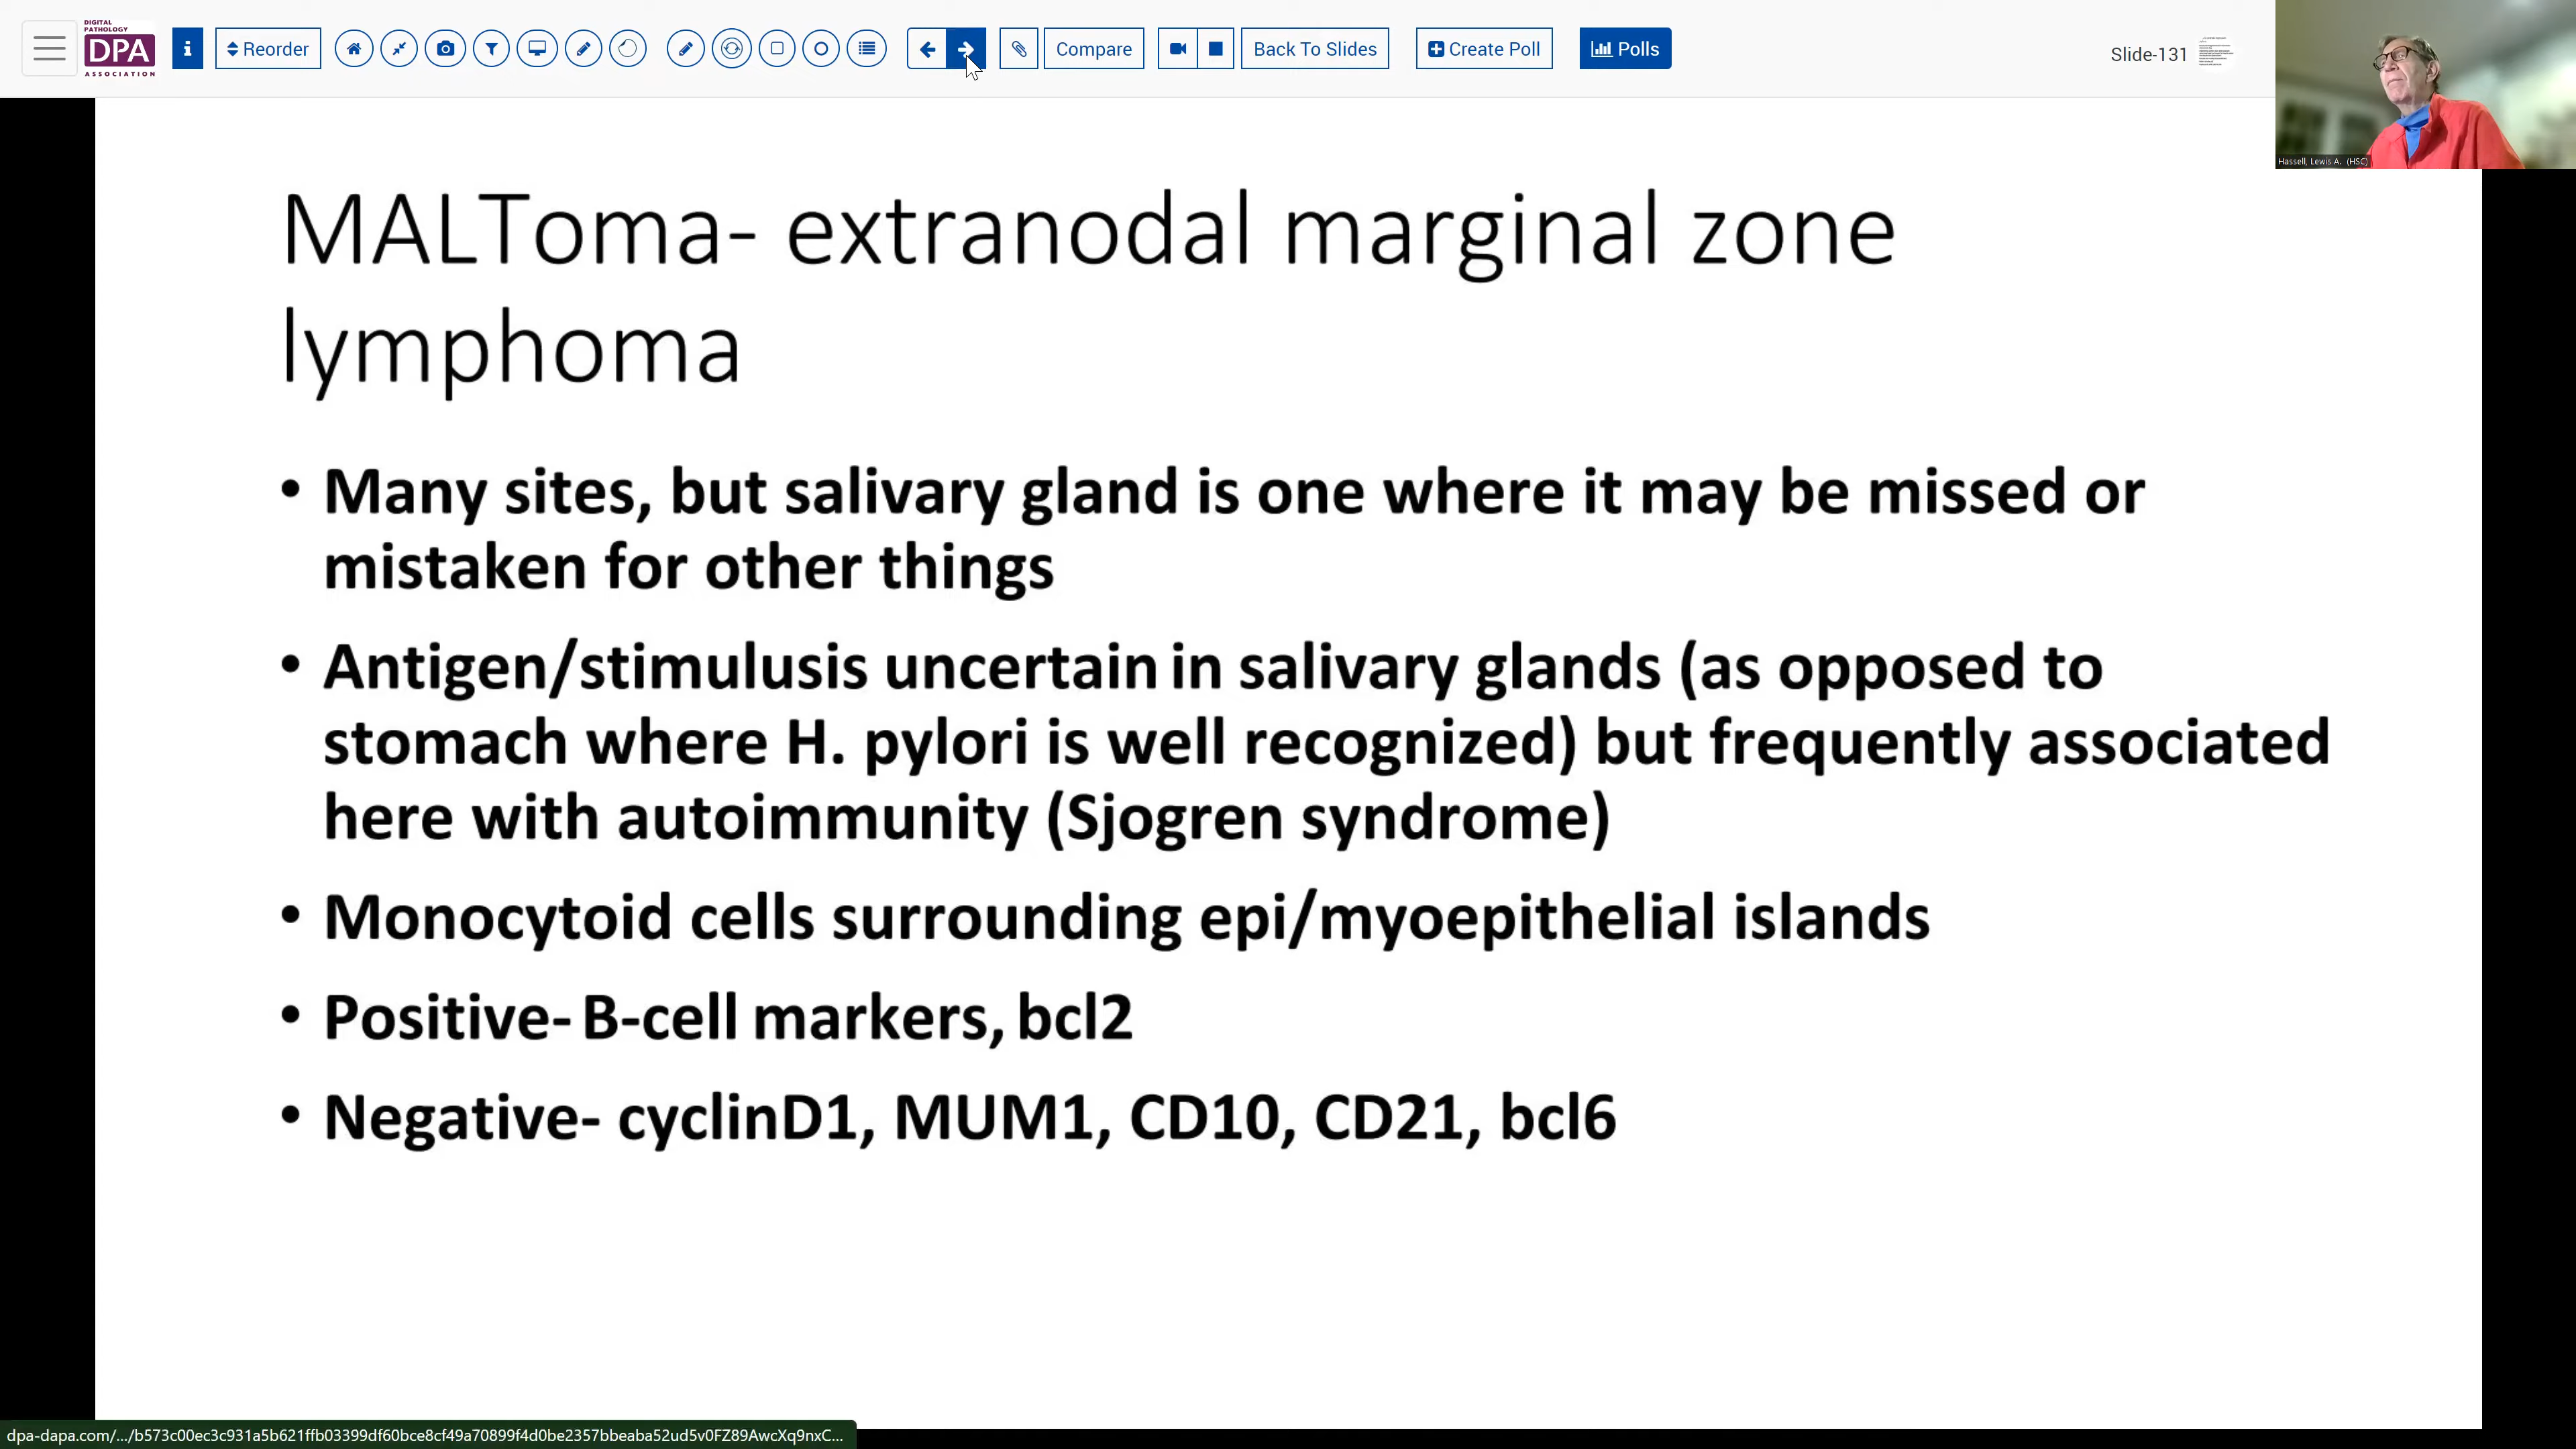 DIGITAL
PATHOLOGY
DPA
ASSOCIATION
i
Reorder
Compare
Back To Slides
Create Poll
Polls
Slide-131
Hassell, Lewis A. (HSC)
MALToma- extranodal marginal zone
lymphoma
• Many sites, but salivary gland is one where it may be missed or
mistaken for other things
• Antigen/stimulusis uncertain in salivary glands (as opposed to
stomach where H. pylori is well recognized) but frequently associated
here with autoimmunity (Sjogren syndrome)
• Monocytoid cells surrounding epi/myoepithelial islands
• Positive- B-cell markers, bcl2
• Negative- cyclinD1, MUM1, CD10, CD21, bcl6
dpa-dapa.com/.../b573c00ec3c931a5b621ffb03399df60bce8cf49a70899f4d0be2357bbeaba52ud5v0FZ89AwcXq9nxC...